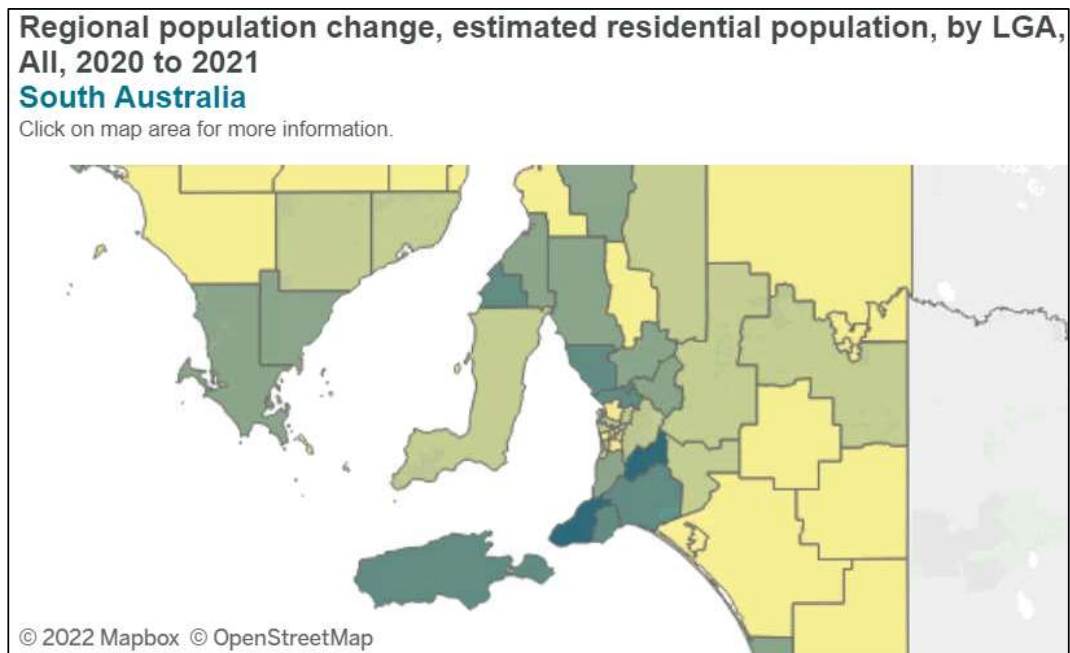 Regional population change, estimated residential population, by LGA,
All, 2020 to 2021
South Australia
Click on map area for more information.
© 2022 Mapbox © OpenStreetMap